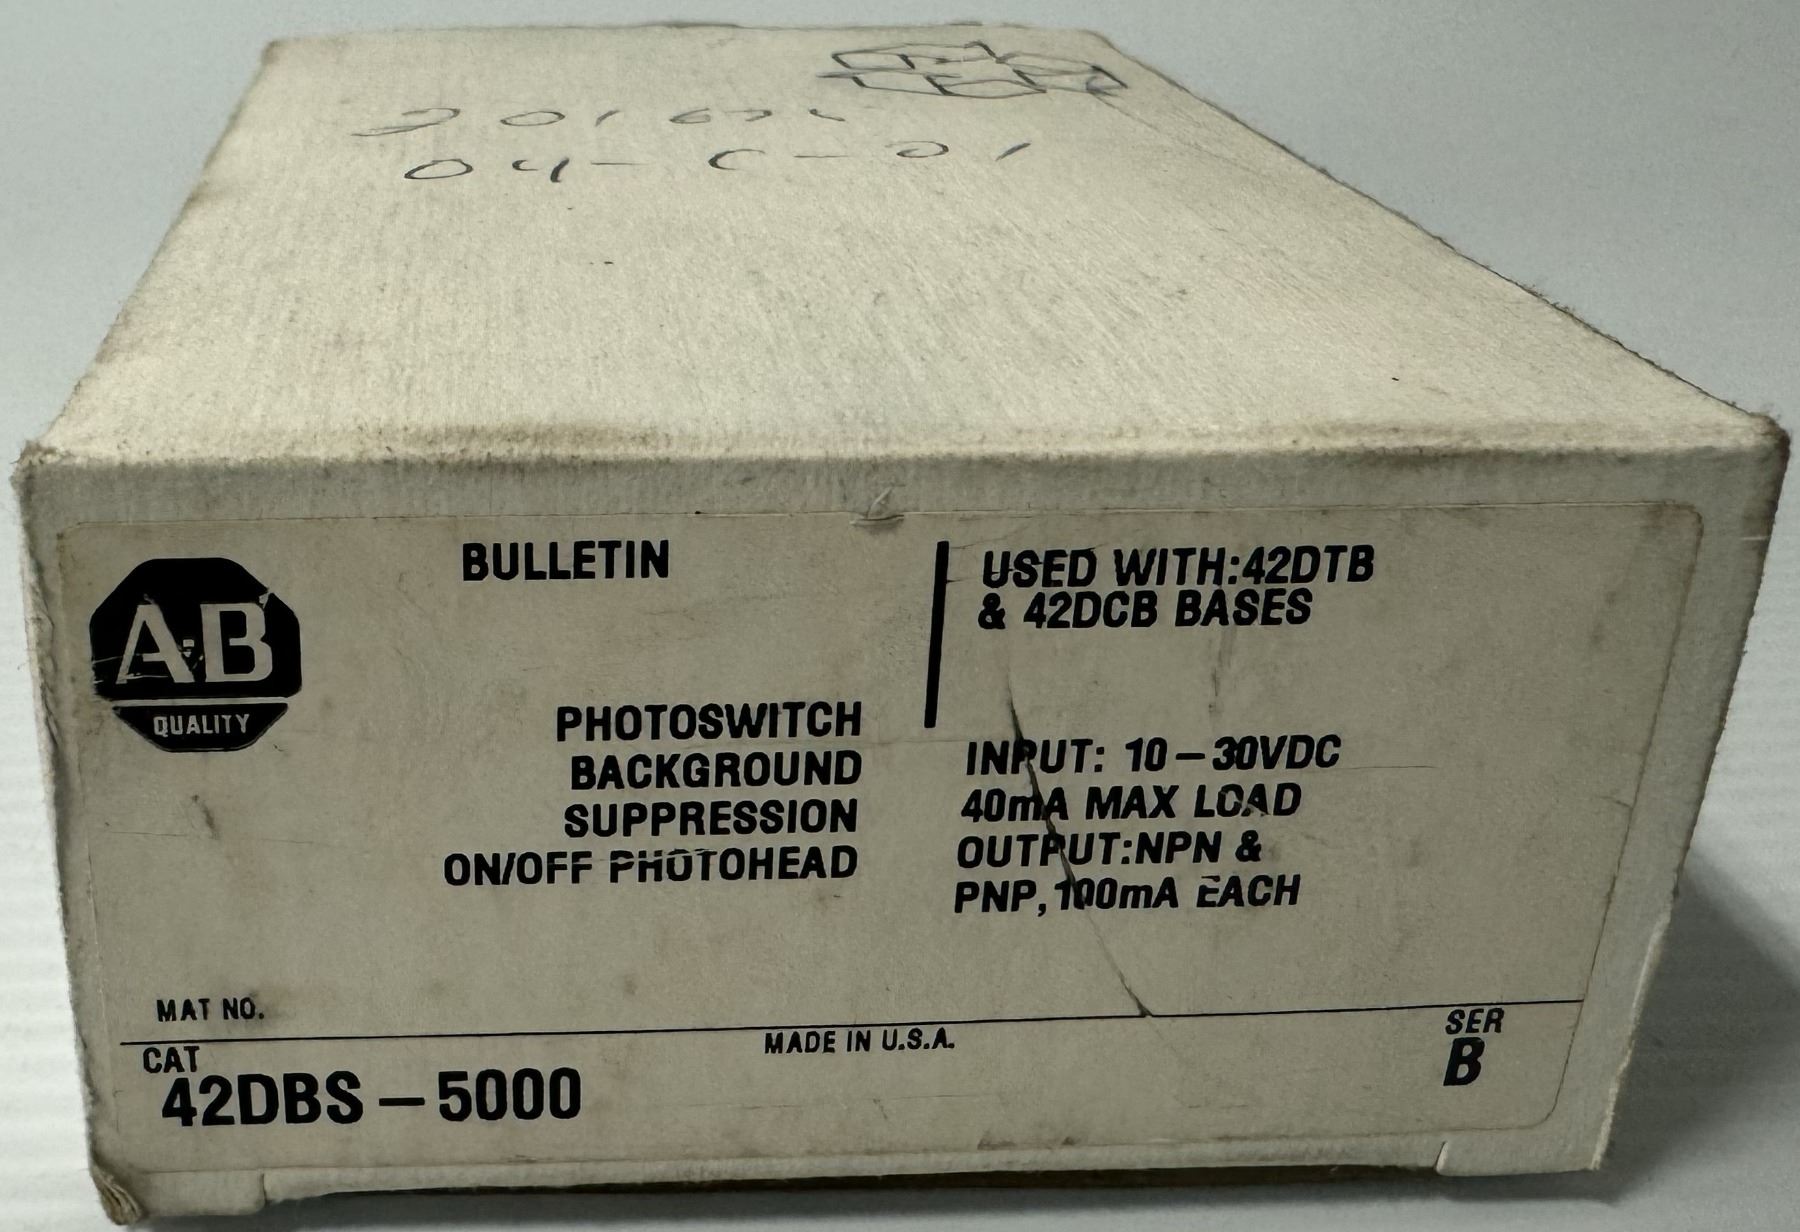 04-C-01
A·B
QUALITY
BULLETIN
PHOTOSWITCH
BACKGROUND
SUPPRESSION
ON/OFF PHOTOHEAD
USED WITH:42DTB
& 42DCB BASES
INPUT: 10-30VDC
40mA MAX LOAD
OUTPUT:NPN &
PNP, 100mA EACH
MAT NO.
MADE IN U.S.A.
CAT
42DBS-5000
SER
B